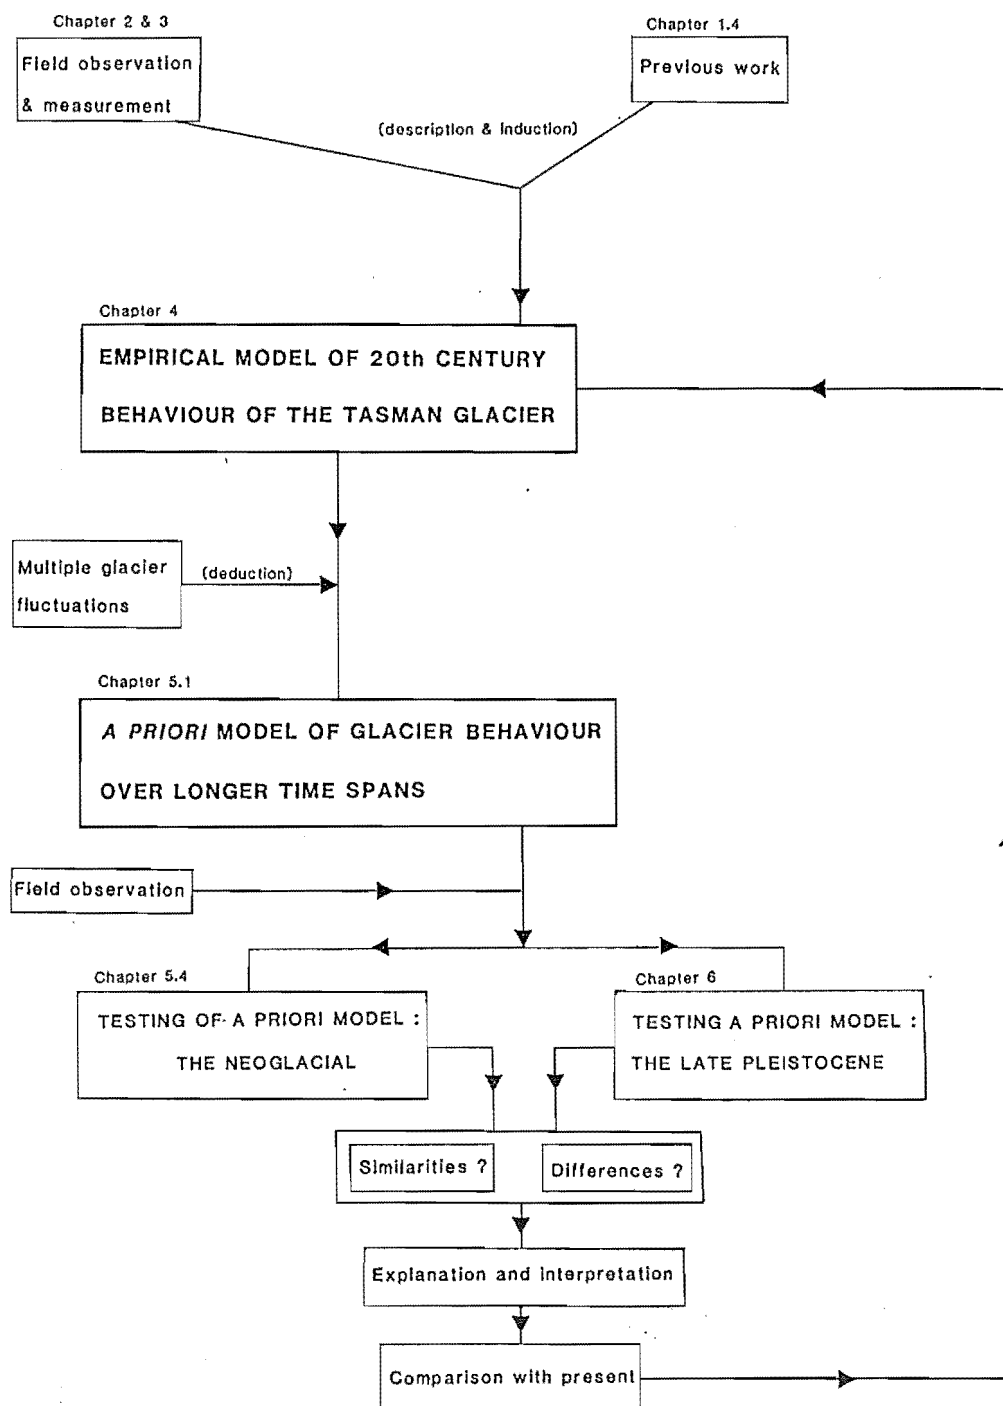 Chapter 2 & 3
Field observation
& measurement
Chapter 1.4
Previous work
(description & induction)
Chapter 4
EMPIRICAL MODEL OF 20th CENTURY
BEHAVIOUR OF THE TASMAN GLACIER
Multiple glacier
fluctuations
(deduction)
Chapter 5.1
A PRIORI MODEL OF GLACIER BEHAVIOUR
OVER LONGER TIME SPANS
Field observation
Chapter 5.4
TESTING OF A PRIORI MODEL :
THE NEOGLACIAL
Chapter 6
TESTING A PRIORI MODEL :
THE LATE PLEISTOCENE
Similarities ?
Differences ?
Explanation and interpretation
Comparison with present